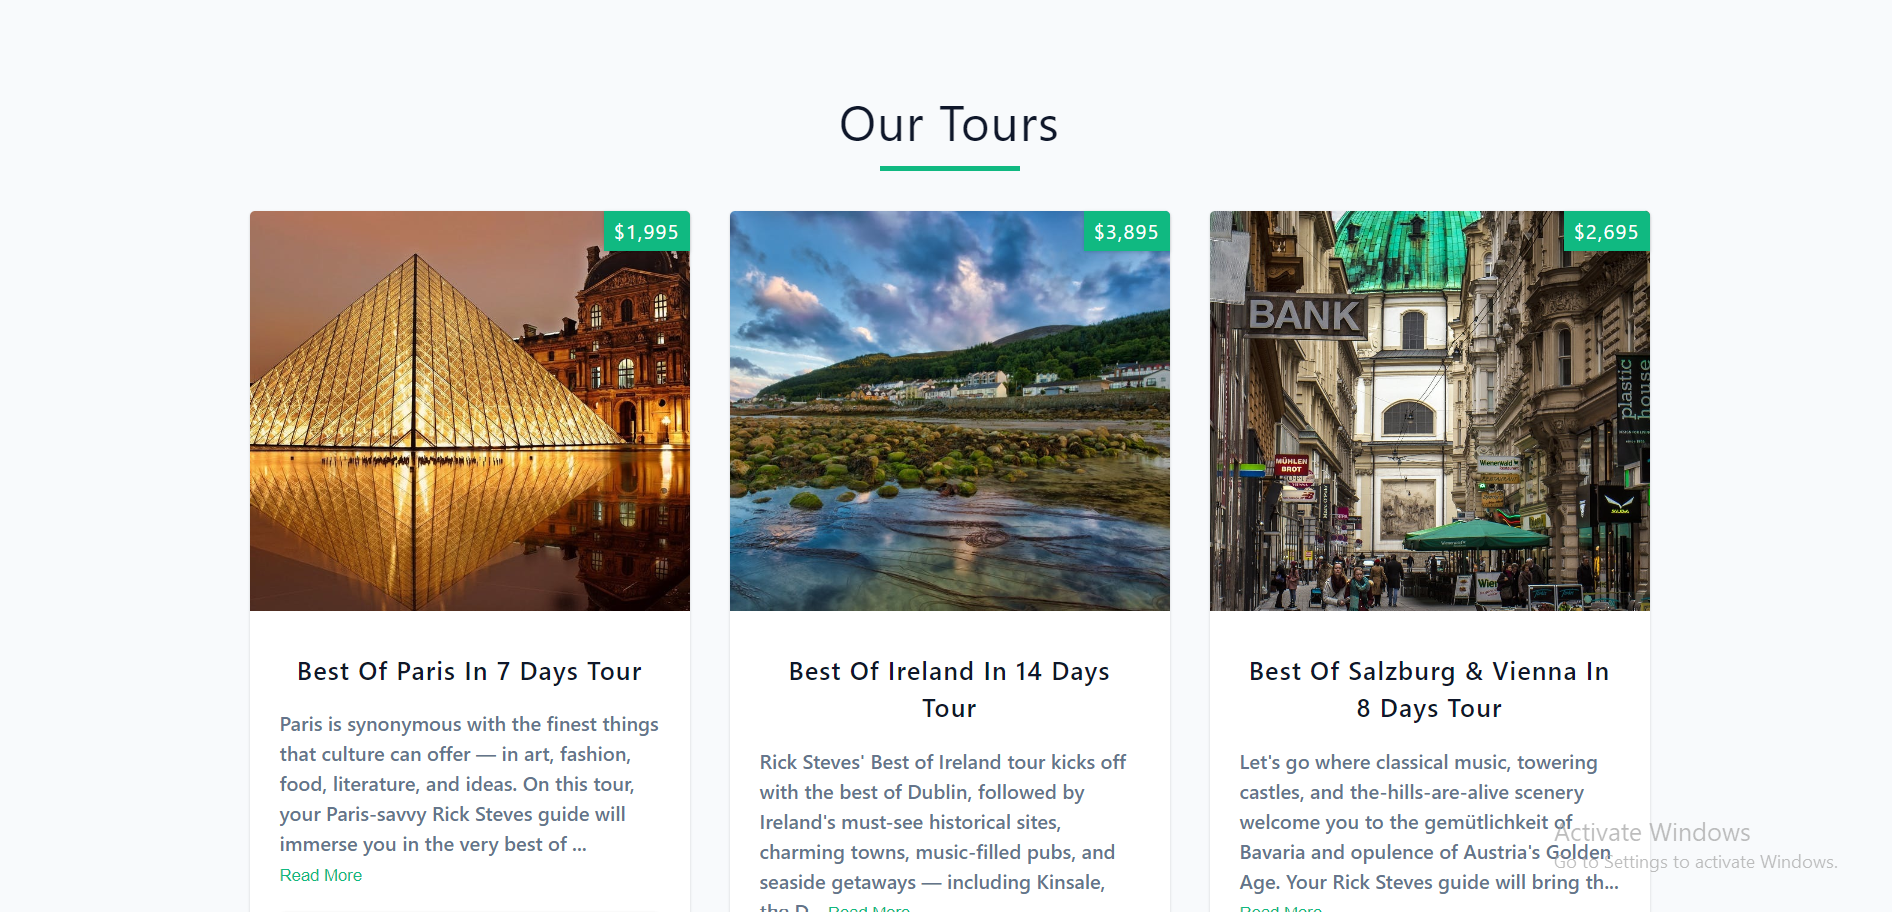 Our Tours
$1,995
$3,895
$2,695
BANK
plastic
house
MÜHLEN
BROT
Wienerwald
Wien
Best Of Paris In 7 Days Tour
Paris is synonymous with the finest things
that culture can offer — in art, fashion,
food, literature, and ideas. On this tour,
your Paris-savvy Rick Steves guide will
immerse you in the very best of ...
Read More
Best Of Ireland In 14 Days
Tour
Rick Steves' Best of Ireland tour kicks off
with the best of Dublin, followed by
Ireland's must-see historical sites,
charming towns, music-filled pubs, and
seaside getaways — including Kinsale,
the D... Read More
Best Of Salzburg & Vienna In
8 Days Tour
Let's go where classical music, towering
castles, and the-hills-are-alive scenery
welcome you to the gemütlichkeit of
Bavaria and opulence of Austria's Golden
Age. Your Rick Steves guide will bring th...
Read More
Activate Windows
Go to Settings to activate Windows.